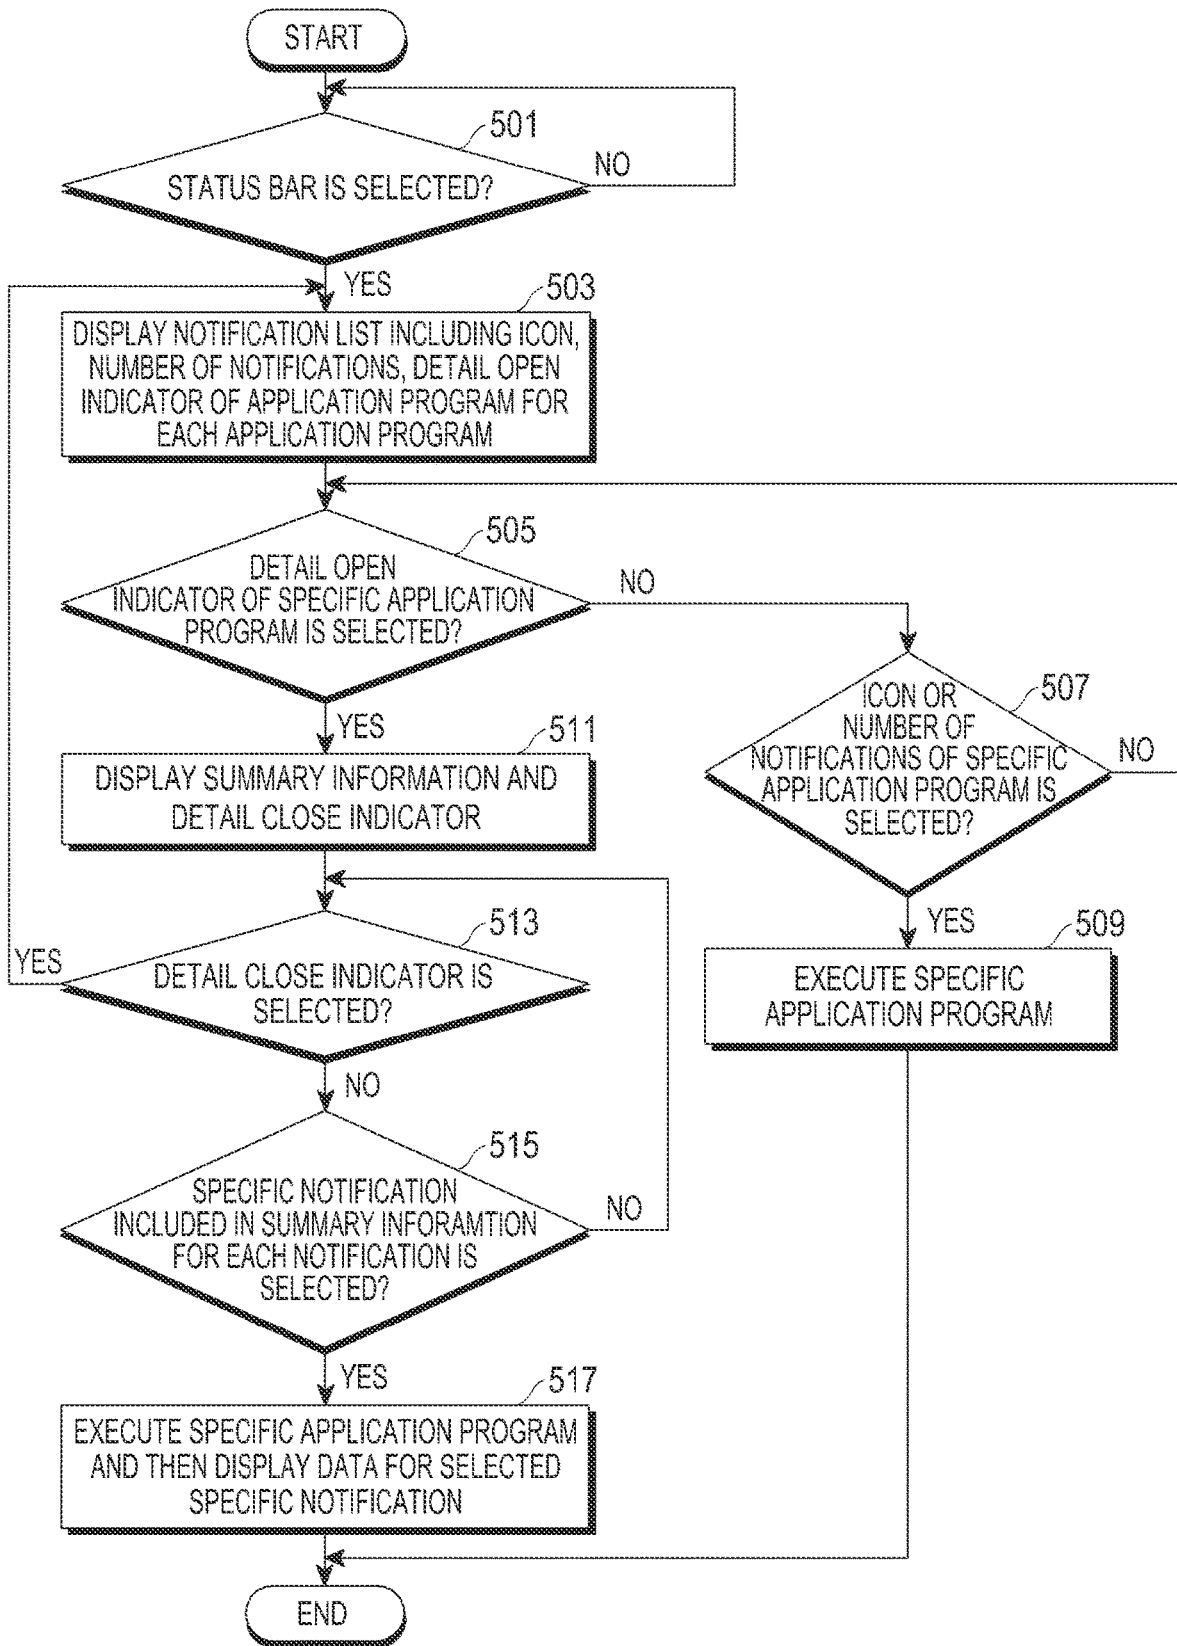 START
501
STATUS BAR IS SELECTED?
NO
YES
503
DISPLAY NOTIFICATION LIST INCLUDING ICON,
NUMBER OF NOTIFICATIONS, DETAIL OPEN
INDICATOR OF APPLICATION PROGRAM FOR
EACH APPLICATION PROGRAM
505
DETAIL OPEN
INDICATOR OF SPECIFIC APPLICATION
PROGRAM IS SELECTED?
NO
YES
507
ICON OR
NUMBER OF
NOTIFICATIONS OF SPECIFIC
APPLICATION PROGRAM IS
SELECTED?
NO
YES
509
EXECUTE SPECIFIC
APPLICATION PROGRAM
511
DISPLAY SUMMARY INFORMATION AND
DETAIL CLOSE INDICATOR
513
YES
DETAIL CLOSE INDICATOR IS
SELECTED?
NO
515
SPECIFIC NOTIFICATION
INCLUDED IN SUMMARY INFORAMTION
FOR EACH NOTIFICATION IS
SELECTED?
NO
YES
517
EXECUTE SPECIFIC APPLICATION PROGRAM
AND THEN DISPLAY DATA FOR SELECTED
SPECIFIC NOTIFICATION
END